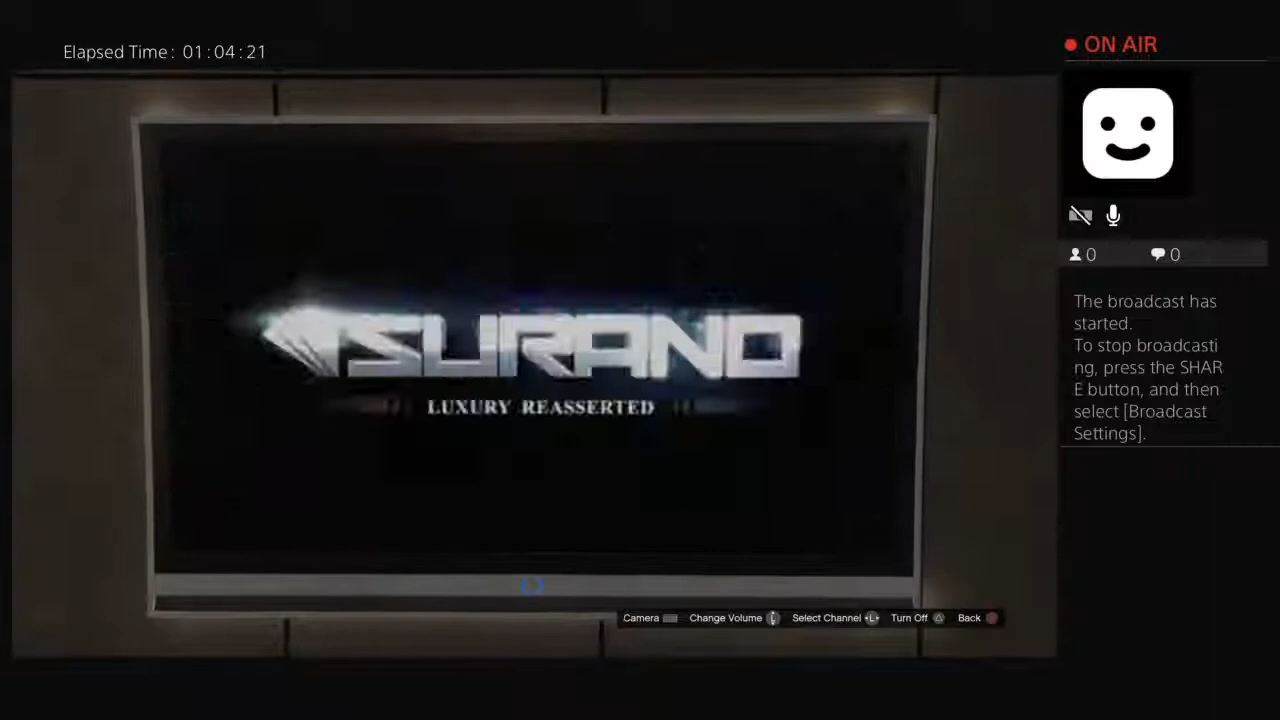 Elapsed Time: 01:04:21
ON AIR
SURANO
LUXURY REASSERTED
0
0
The broadcast has
started.
To stop broadcasti
ng, press the SHAR
E button, and then
select [Broadcast
Settings].
Camera Change Volume L Select Channel L Turn Off Back